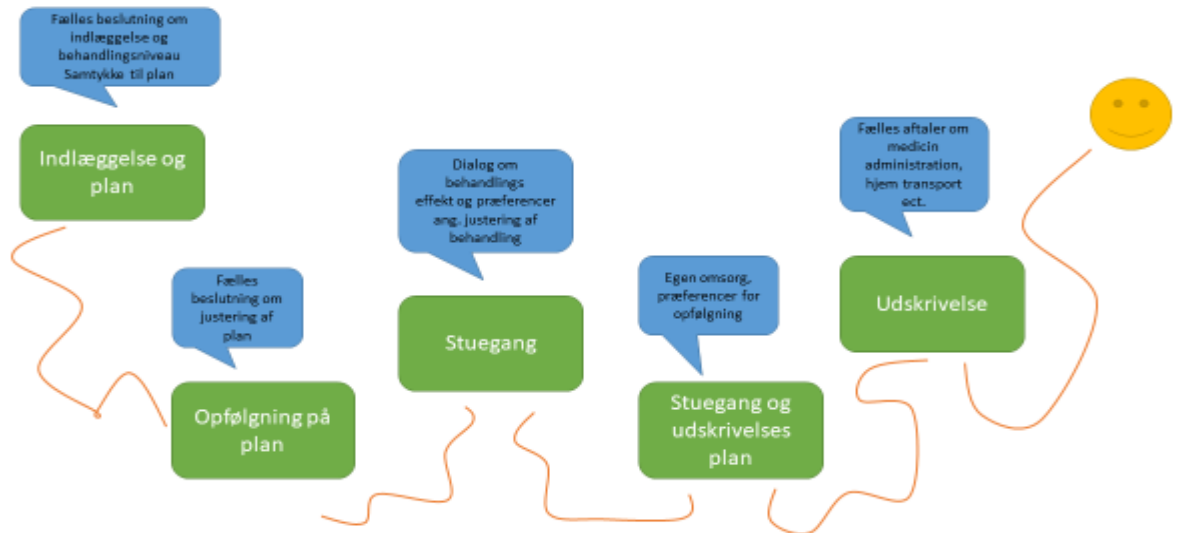 Fælles beslutning om
indlæggelse og
behandlingsniveau
Samtykke til plan
Indlæggelse og
plan
Fælles
beslutning om
justering af
plan
Opfølgning på
plan
Dialog om
behandlings
effekt og præferencer
ang. justering af
behandling
Stuegang
Egen omsorg,
præferencer for
opfølgning
Stuegang og
udskrivelses
plan
Fælles aftaler om
medicin
administration,
hjem transport
ect.
Udskrivelse